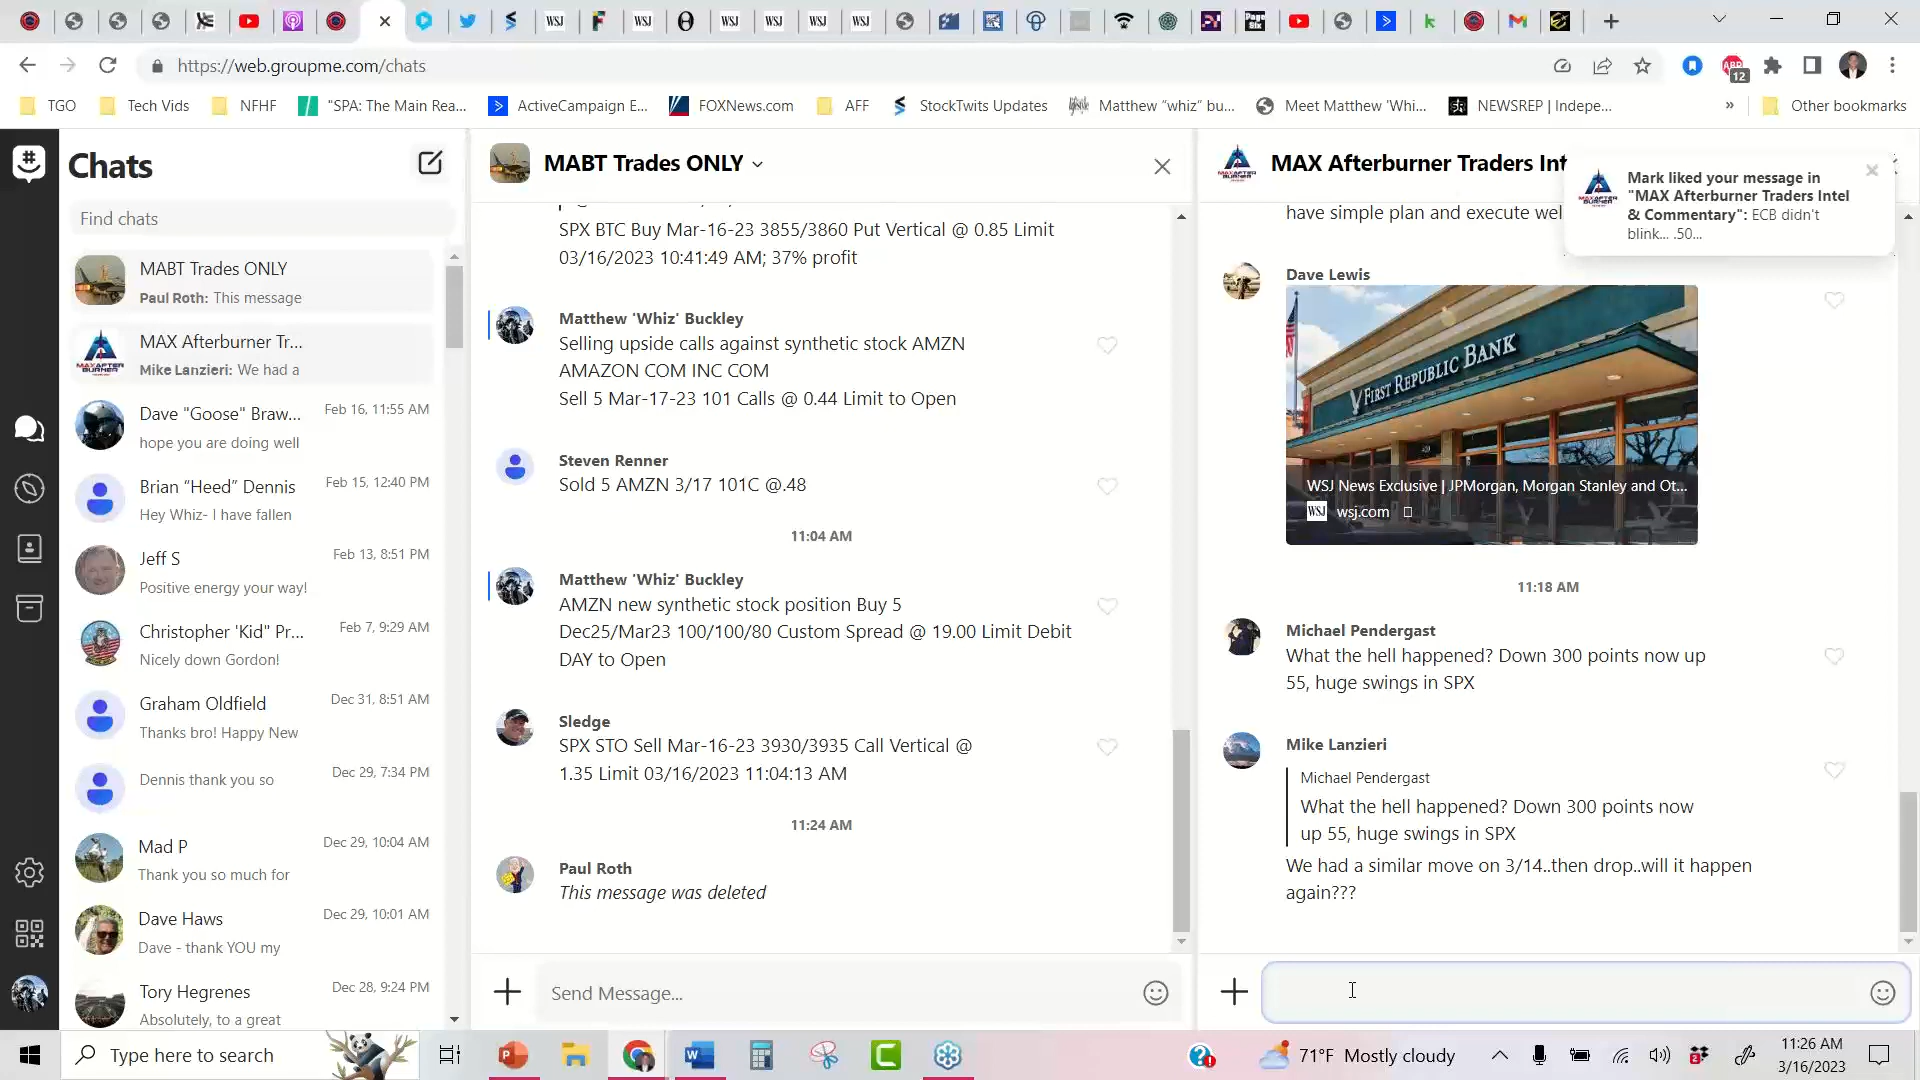 https://web.groupme.com/chats
TGO
Tech Vids
NFHF
"SPA: The Main Rea...
ActiveCampaign E...
FOXNews.com
AFF
StockTwits Updates
Matthew "whiz" bu...
Meet Matthew 'Whi...
NEWSREP | Indepe...
»
Other bookmarks
Chats
Find chats
MABT Trades ONLY
Paul Roth: This message
MAX Afterburner Tr...
Mike Lanzieri: We had a
Dave "Goose" Braw...
Feb 16, 11:55 AM
hope you are doing well
Brian “Heed” Dennis
Feb 15, 12:40 PM
Hey Whiz- I have fallen
Jeff S
Feb 13, 8:51 PM
Positive energy your way!
Christopher 'Kid" Pr...
Feb 7, 9:29 AM
Nicely down Gordon!
Graham Oldfield
Dec 31, 8:51 AM
Thanks bro! Happy New
Dec 29, 7:34 PM
Dennis thank you so
Mad P
Dec 29, 10:04 AM
Thank you so much for
Dave Haws
Dec 29, 10:01 AM
Dave - thank YOU my
Tory Hegrenes
Dec 28, 9:24 PM
Absolutely, to a great
MABT Trades ONLY
SPX BTC Buy Mar-16-23 3855/3860 Put Vertical @ 0.85 Limit
03/16/2023 10:41:49 AM; 37% profit
Matthew 'Whiz' Buckley
Selling upside calls against synthetic stock AMZN
AMAZON COM INC COM
Sell 5 Mar-17-23 101 Calls @ 0.44 Limit to Open
Steven Renner
Sold 5 AMZN 3/17 101C @.48
11:04 AM
Matthew 'Whiz' Buckley
AMZN new synthetic stock position Buy 5
Dec25/Mar23 100/100/80 Custom Spread @ 19.00 Limit Debit
DAY to Open
Sledge
SPX STO Sell Mar-16-23 3930/3935 Call Vertical @
1.35 Limit 03/16/2023 11:04:13 AM
11:24 AM
Paul Roth
This message was deleted
Send Message...
MAX Afterburner Traders Int
have simple plan and execute wel
Mark liked your message in
"MAX Afterburner Traders Intel
& Commentary": ECB didn't
blink... .50...
Dave Lewis
FIRST REPUBLIC BANK
WSJ News Exclusive | JPMorgan, Morgan Stanley and Ot...
WSJ wsj.com
11:18 AM
Michael Pendergast
What the hell happened? Down 300 points now up
55, huge swings in SPX
Mike Lanzieri
Michael Pendergast
What the hell happened? Down 300 points now
up 55, huge swings in SPX
We had a similar move on 3/14..then drop..will it happen
again???
Type here to search
71°F Mostly cloudy
11:26 AM
3/16/2023